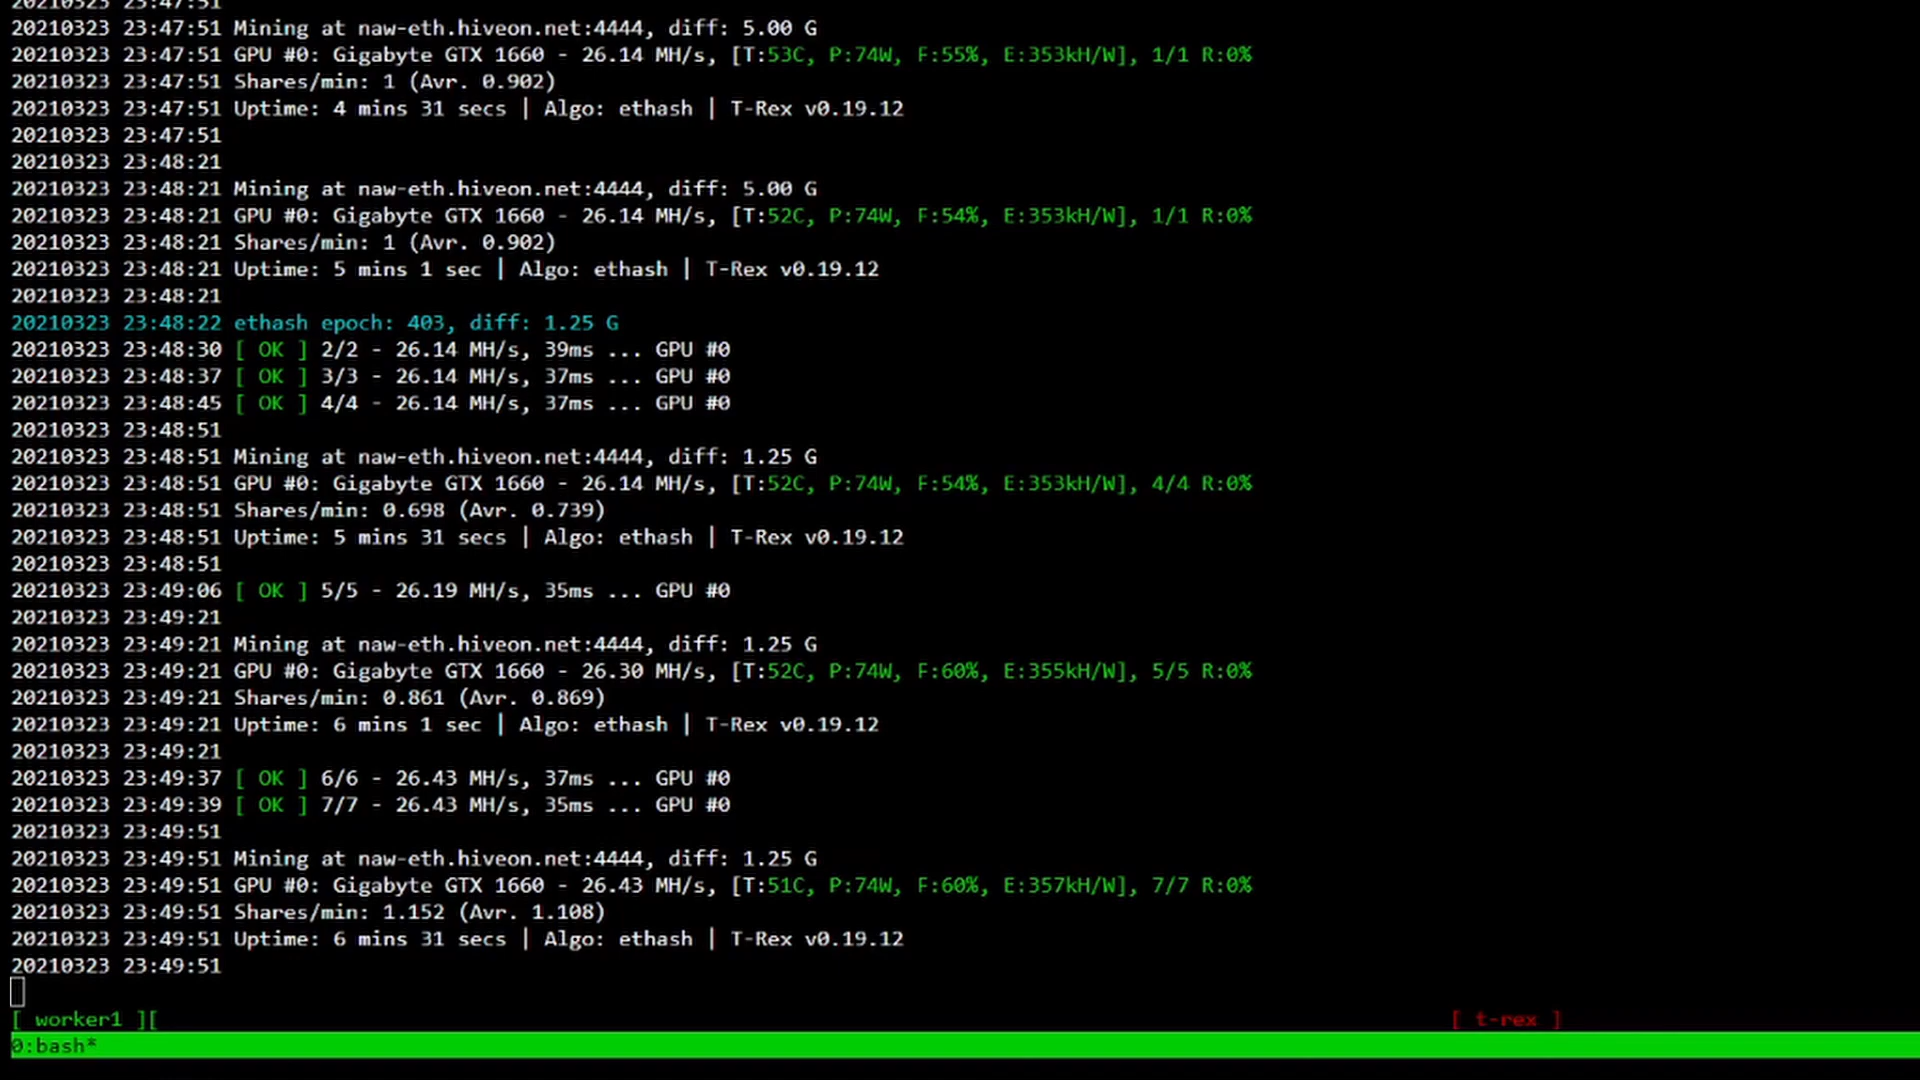 20210323 23:47:51
20210323 23:47:51 Mining at naw-eth.hiveon.net:4444, diff: 5.00 G
20210323 23:47:51 GPU #0: Gigabyte GTX 1660 - 26.14 MH/s, [T:53C, P:74W, F:55%, E:353kH/W], 1/1 R:0%
20210323 23:47:51 Shares/min: 1 (Avr. 0.902)
20210323 23:47:51 Uptime: 4 mins 31 secs | Algo: ethash | T-Rex v0.19.12
20210323 23:47:51
20210323 23:48:21
20210323 23:48:21 Mining at naw-eth.hiveon.net:4444, diff: 5.00 G
20210323 23:48:21 GPU #0: Gigabyte GTX 1660 - 26.14 MH/s, [T:52C, P:74W, F:54%, E:353kH/W], 1/1 R:0%
20210323 23:48:21 Shares/min: 1 (Avr. 0.902)
20210323 23:48:21 Uptime: 5 mins 1 sec | Algo: ethash | T-Rex v0.19.12
20210323 23:48:21
20210323 23:48:22 ethash epoch: 403, diff: 1.25 G
20210323 23:48:30 [ OK ] 2/2 - 26.14 MH/s, 39ms ... GPU #0
20210323 23:48:37 [ OK ] 3/3 - 26.14 MH/s, 37ms ... GPU #0
20210323 23:48:45 [ OK ] 4/4 - 26.14 MH/s, 37ms ... GPU #0
20210323 23:48:51
20210323 23:48:51 Mining at naw-eth.hiveon.net:4444, diff: 1.25 G
20210323 23:48:51 GPU #0: Gigabyte GTX 1660 - 26.14 MH/s, [T:52C, P:74W, F:54%, E:353kH/W], 4/4 R:0%
20210323 23:48:51 Shares/min: 0.698 (Avr. 0.739)
20210323 23:48:51 Uptime: 5 mins 31 secs | Algo: ethash | T-Rex v0.19.12
20210323 23:48:51
20210323 23:49:06 [ OK ] 5/5 - 26.19 MH/s, 35ms ... GPU #0
20210323 23:49:21
20210323 23:49:21 Mining at naw-eth.hiveon.net:4444, diff: 1.25 G
20210323 23:49:21 GPU #0: Gigabyte GTX 1660 - 26.30 MH/s, [T:52C, P:74W, F:60%, E:355kH/W], 5/5 R:0%
20210323 23:49:21 Shares/min: 0.861 (Avr. 0.869)
20210323 23:49:21 Uptime: 6 mins 1 sec | Algo: ethash | T-Rex v0.19.12
20210323 23:49:21
20210323 23:49:37 [ OK ] 6/6 - 26.43 MH/s, 37ms ... GPU #0
20210323 23:49:39 [ OK ] 7/7 - 26.43 MH/s, 35ms ... GPU #0
20210323 23:49:51
20210323 23:49:51 Mining at naw-eth.hiveon.net:4444, diff: 1.25 G
20210323 23:49:51 GPU #0: Gigabyte GTX 1660 - 26.43 MH/s, [T:51C, P:74W, F:60%, E:357kH/W], 7/7 R:0%
20210323 23:49:51 Shares/min: 1.152 (Avr. 1.108)
20210323 23:49:51 Uptime: 6 mins 31 secs | Algo: ethash | T-Rex v0.19.12
20210323 23:49:51
[ worker1 ][ [ t-rex ]
0:bash*